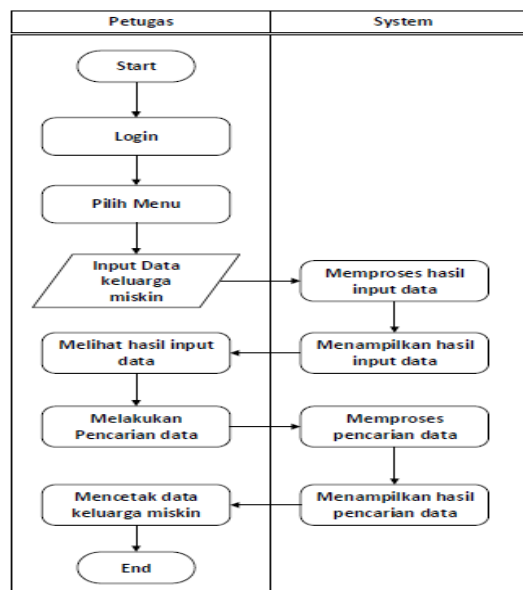 Petugas
System
Start
Login
Pilih Menu
Input Data
keluarga
miskin
Memproses hasil
input data
Menampilkan hasil
input data
Melihat hasil input
data
Melakukan
Pencarian data
Memproses
pencarian data
Menampilkan hasil
pencarian data
Mencetak data
keluarga miskin
End